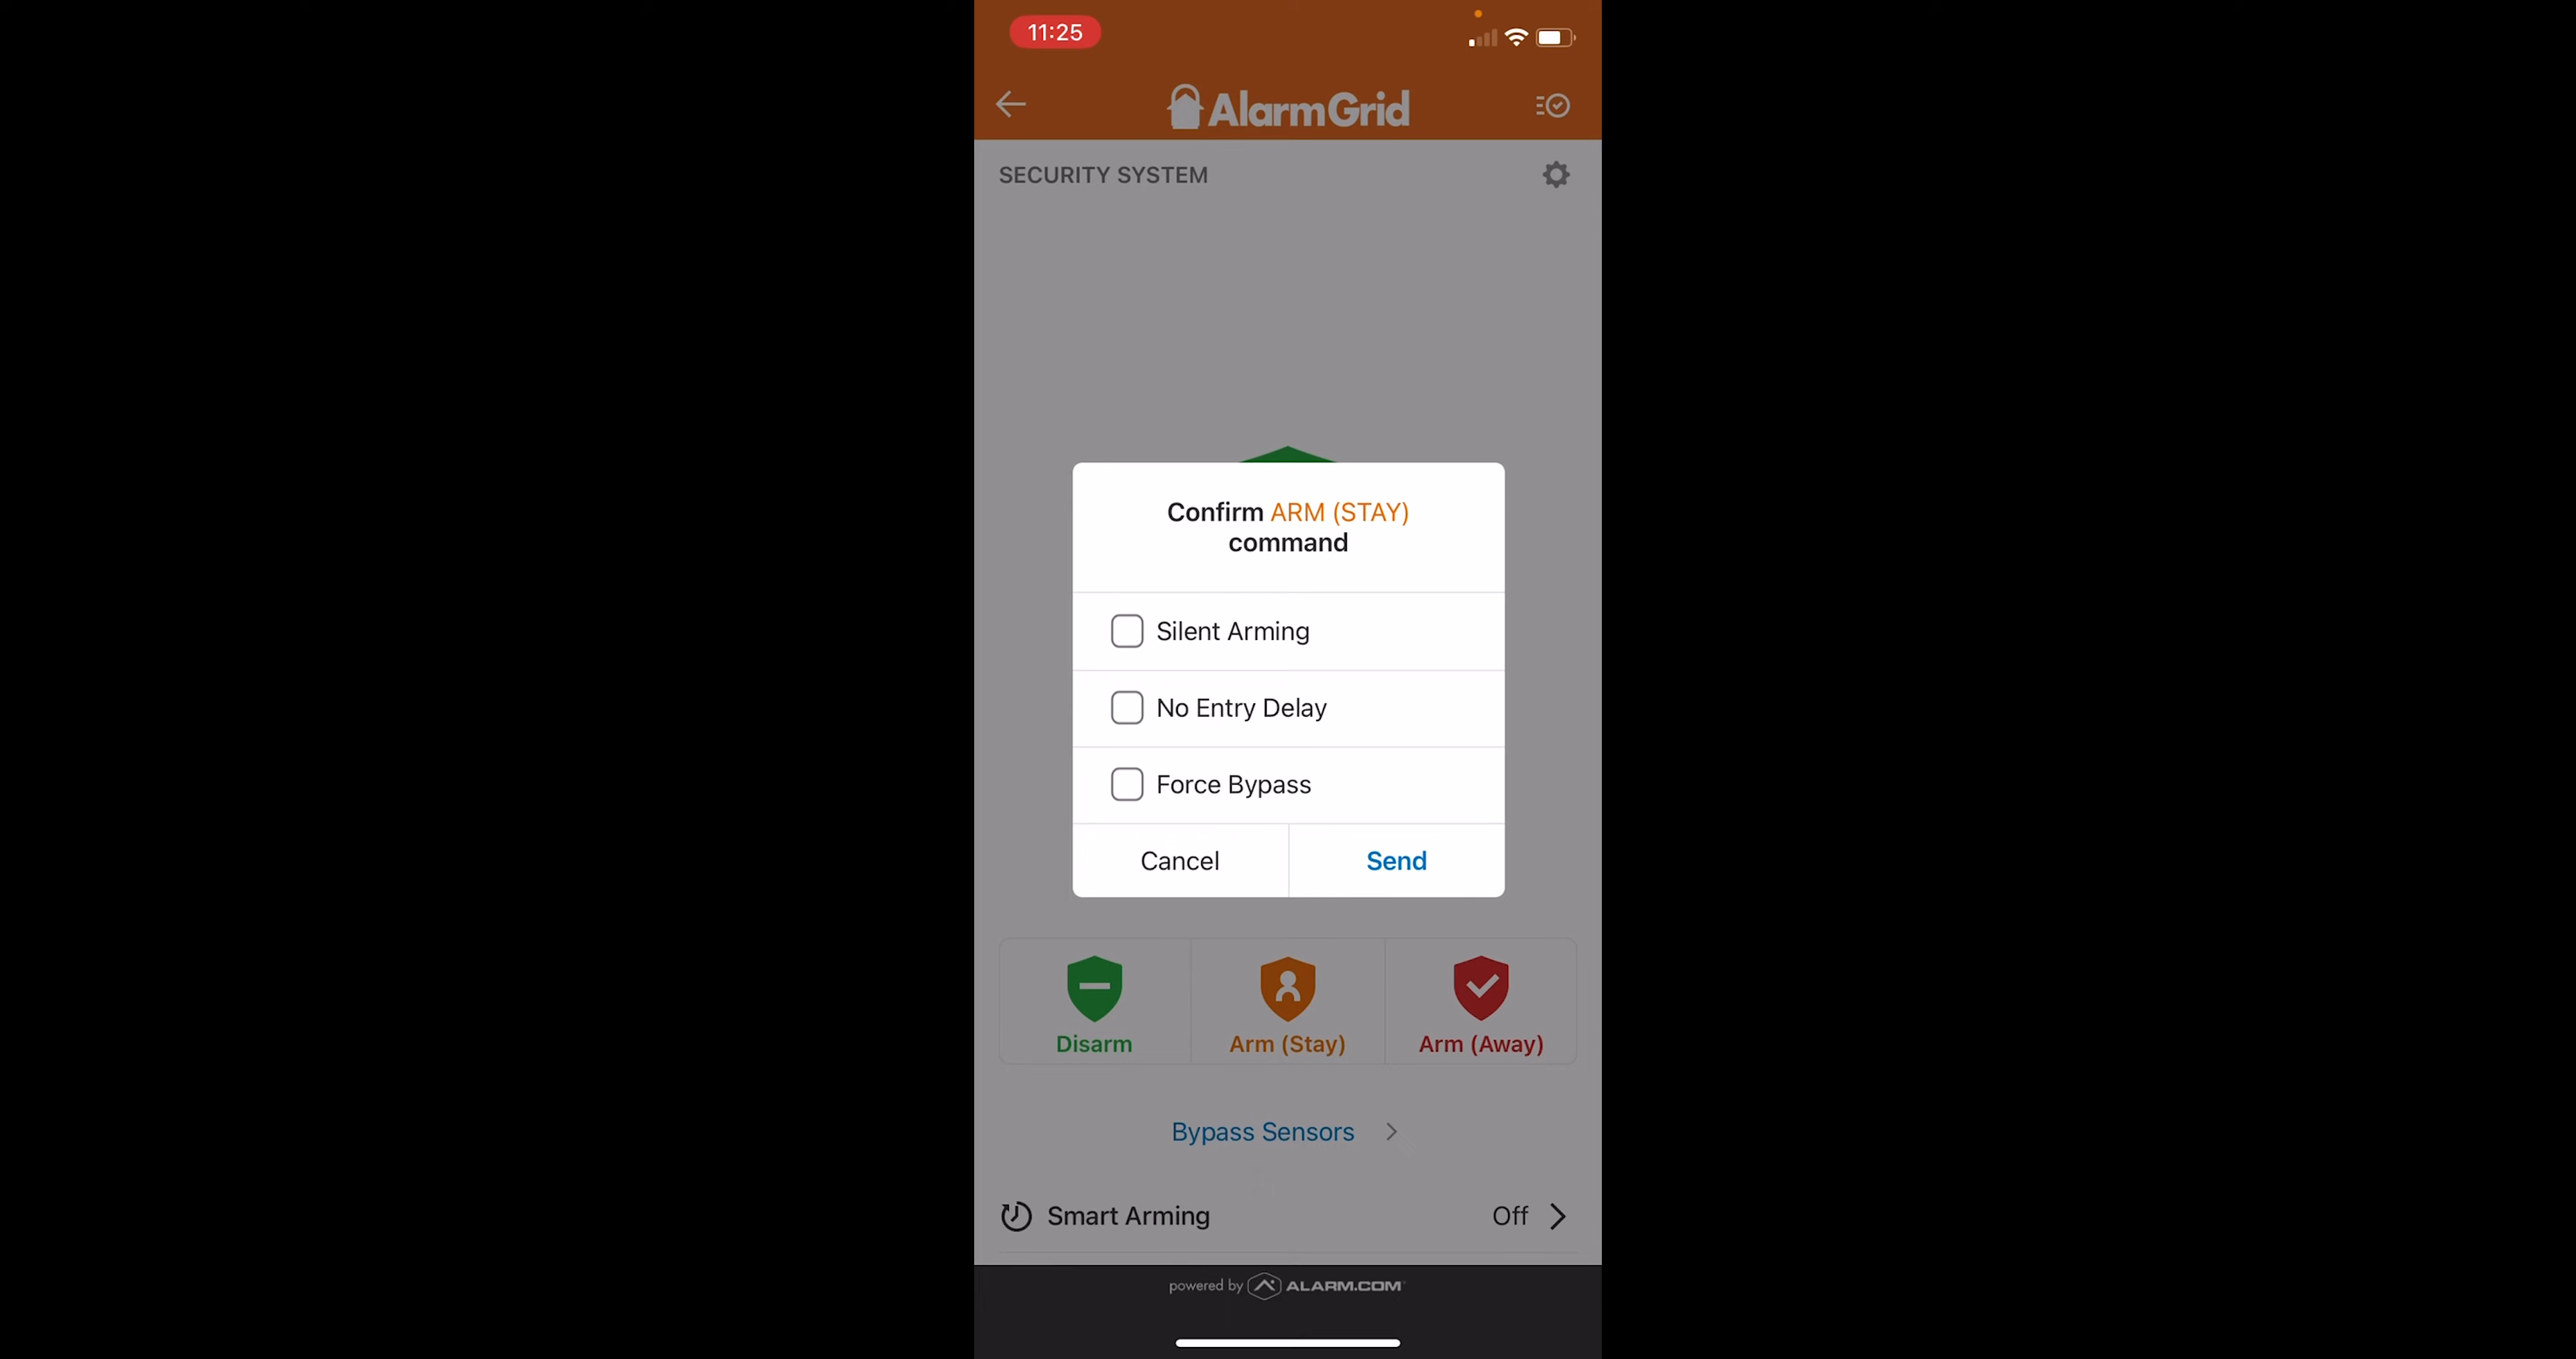 11:25
AlarmGrid
SECURITY SYSTEM
Confirm ARM (STAY)
command
Silent Arming
No Entry Delay
Force Bypass
Cancel Send
Disarm Arm (Stay) Arm (Away)
Bypass Sensors
Smart Arming Off
powered by ALARM.COM